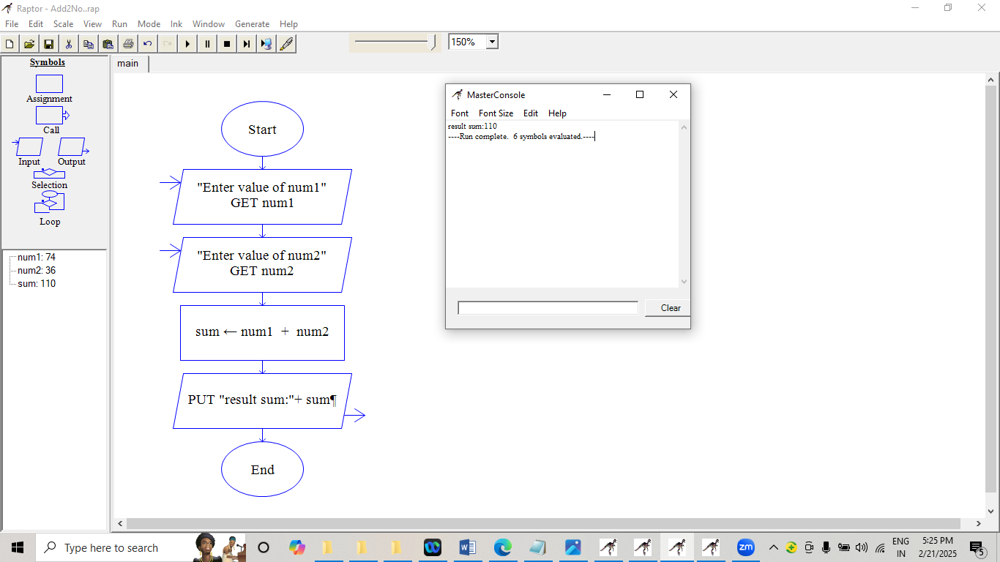 Raptor - Add2No..rap
File Edit Scale View Run Mode Ink Window Generate Help
150%
Symbols
Assignment
Call
Input Output
Selection
Loop
num1: 74
num2: 36
sum: 110
main
Start
"Enter value of num1"
GET num1
"Enter value of num2"
GET num2
sum ← num1 + num2
PUT "result sum:"+ sum¶
End
MasterConsole
Font Font Size Edit Help
result sum:110
----Run complete. 6 symbols evaluated.----
Clear
Type here to search
W
zm
ENG
IN
5:25 PM
2/21/2025
5